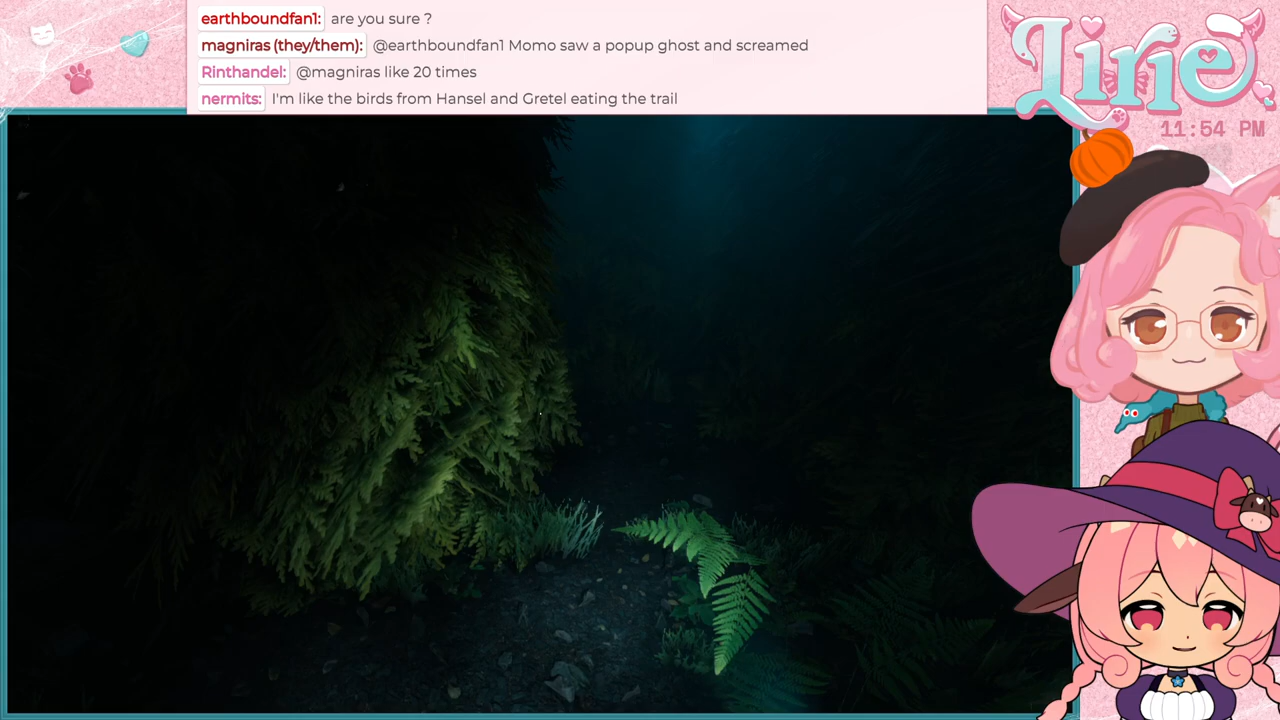 earthboundfan1: are you sure ?
magniras (they/them): @earthboundfan1 Momo saw a popup ghost and screamed
Rinthandel: @magniras like 20 times
nermits: I'm like the birds from Hansel and Gretel eating the trail
Lirie
11:54 PM